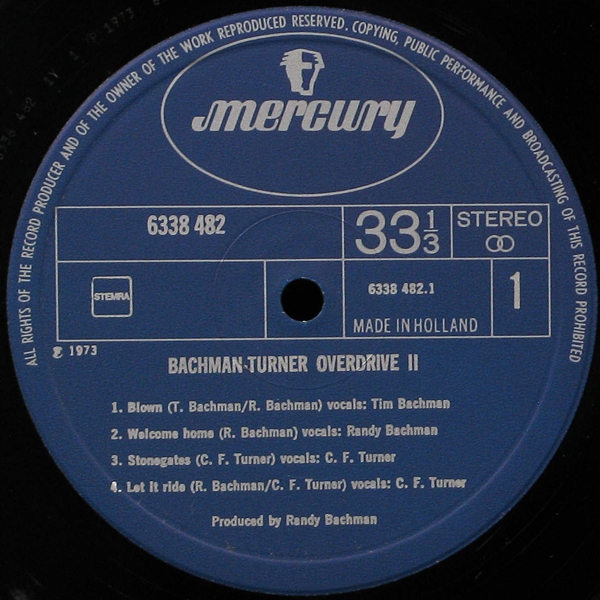 ALL RIGHTS OF THE RECORD PRODUCER AND OF THE OWNER OF THE WORK REPRODUCED RESERVED. COPYING, PUBLIC PERFORMANCE AND BROADCASTING OF THIS RECORD PROHIBITED
mercury
6338 482
33 1/3
STEREO
STEMRA
6338 482.1
1
MADE IN HOLLAND
℗ 1973
BACHMAN-TURNER OVERDRIVE II
1. Blown (T. Bachman/R. Bachman) vocals: Tim Bachman
2. Welcome home (R. Bachman) vocals: Randy Bachman
3. Stonegates (C. F. Turner) vocals: C. F. Turner
4. Let it ride (R. Bachman/C. F. Turner) vocals: C. F. Turner
Produced by Randy Bachman